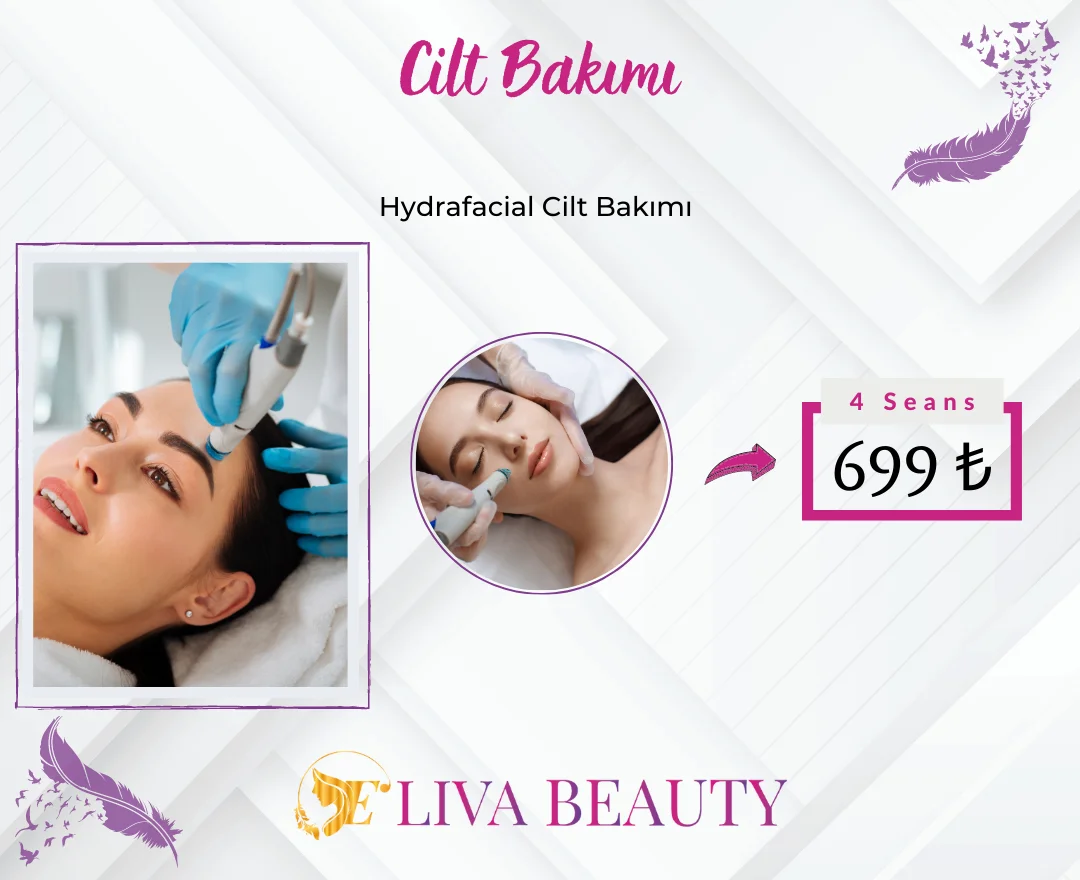 Cilt Bakımı
Hydrafacial Cilt Bakımı
4 Seans
699 ₺
E LIVA BEAUTY